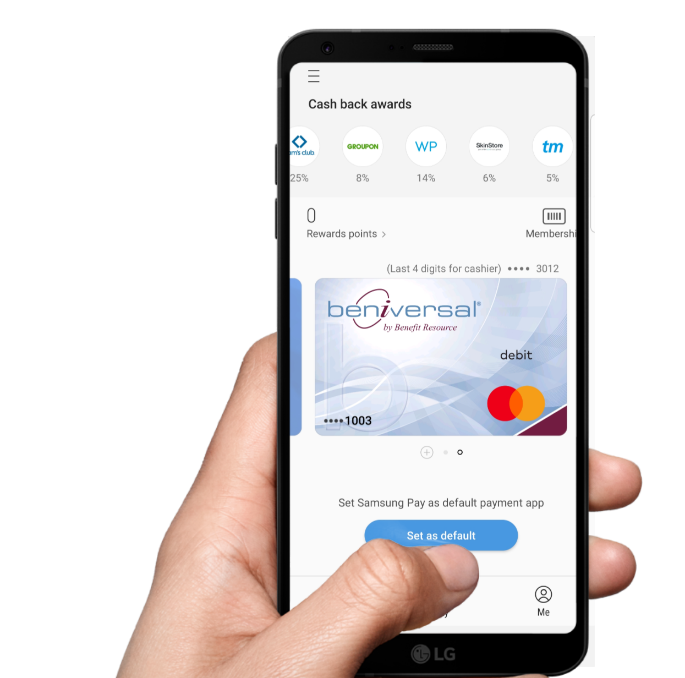 Cash back awards
GROUPON
WP
SkinStore
tm
25%
8%
14%
6%
5%
0
Rewards points >
(Last 4 digits for cashier) •••• 3012
beniversal®
by Benefit Resource
debit
••••1003
Set Samsung Pay as default payment app
Set as default
Me
LG